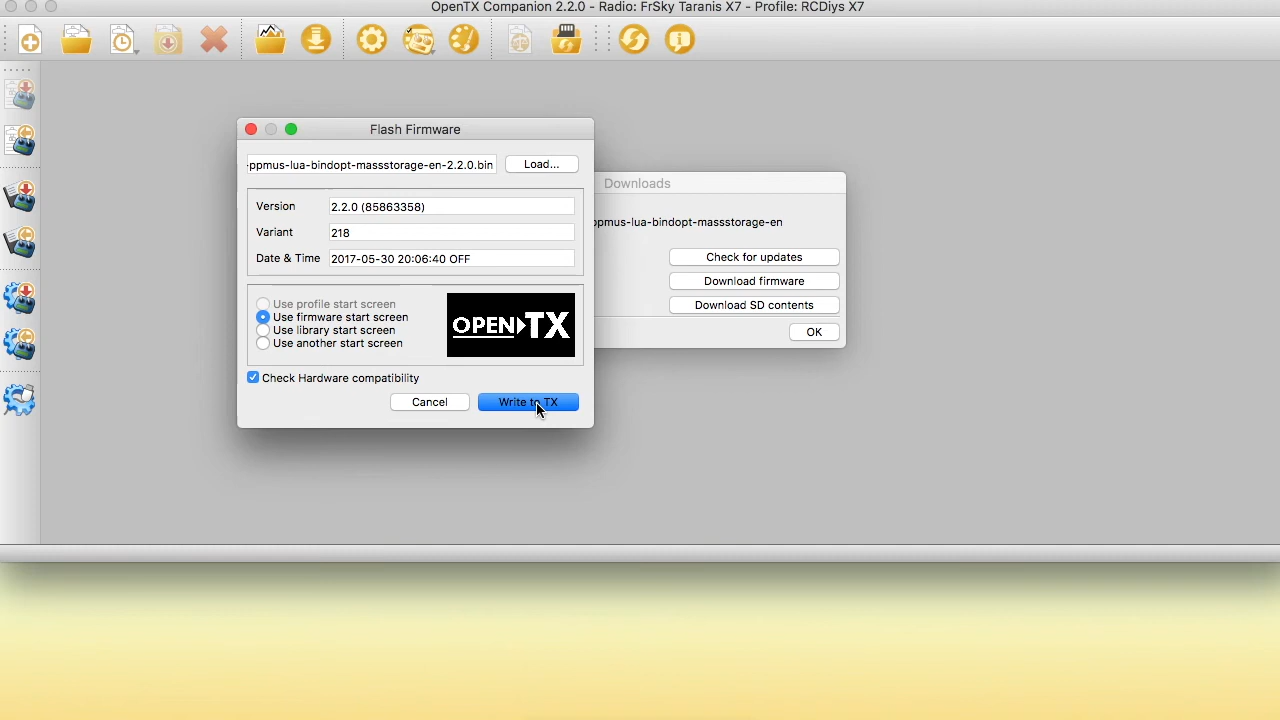 OpenTX Companion 2.2.0 - Radio: FrSky Taranis X7 - Profile: RCDiys X7
Flash Firmware
ppmus-lua-bindopt-massstorage-en-2.2.0.bin
Load...
Version
2.2.0 (85863358)
Variant
218
Date & Time
2017-05-30 20:06:40 OFF
Use profile start screen
Use firmware start screen
Use library start screen
Use another start screen
OPEN TX
Check Hardware compatibility
Cancel
Write to TX
Downloads
ppmus-lua-bindopt-massstorage-en
Check for updates
Download firmware
Download SD contents
OK